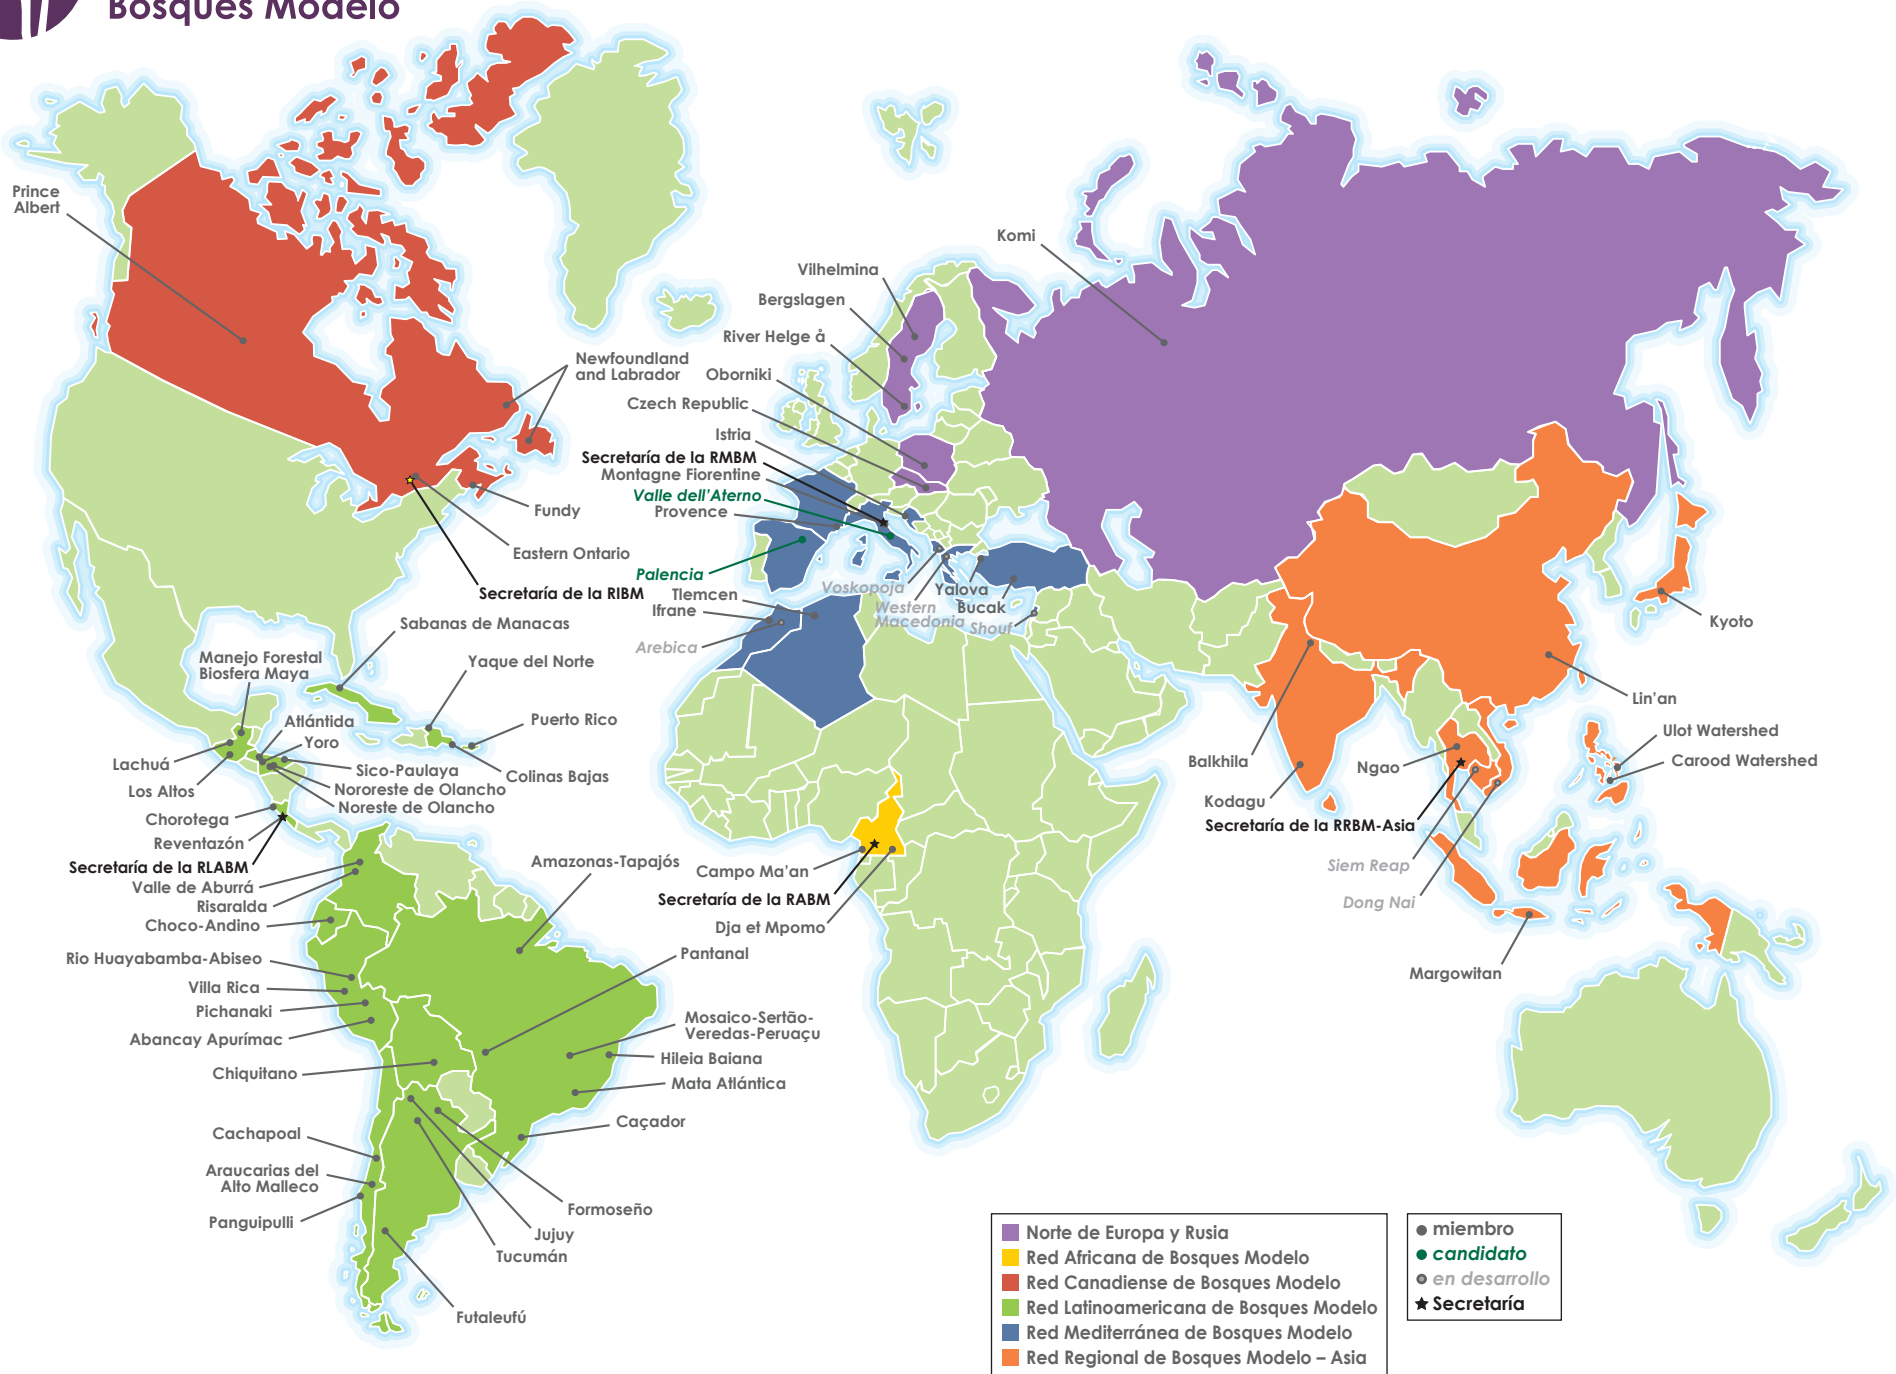 Bosques Modelo
Prince
Albert
Komi
Vilhelmina
Bergslagen
River Helge å
Newfoundland
and Labrador
Oborniki
Czech Republic
Istria
Secretaría de la RMBM
Montagne Fiorentine
Valle dell'Aterno
Provence
Fundy
Eastern Ontario
Palencia
Secretaría de la RIBM
Tlemcen
Ifrane
Arebica
Voskopoja
Western
Macedonia
Yalova
Bucak
Shouf
Kyoto
Sabanas de Manacas
Manejo Forestal
Biosfera Maya
Yaque del Norte
Atlántida
Yoro
Puerto Rico
Lachuá
Los Altos
Sico-Paulaya
Nororeste de Olancho
Noreste de Olancho
Colinas Bajas
Chorotega
Reventazón
Secretaría de la RLABM
Valle de Aburrá
Risaralda
Choco-Andino
Amazonas-Tapajós
Campo Ma'an
Secretaría de la RABM
Dja et Mpomo
Lin'an
Ulot Watershed
Carood Watershed
Balkhila
Ngao
Kodagu
Secretaría de la RRBM-Asia
Siem Reap
Dong Nai
Margowitan
Rio Huayabamba-Abiseo
Villa Rica
Pichanaki
Abancay Apurímac
Chiquitano
Pantanal
Mosaico-Sertão-
Veredas-Peruaçu
Hileia Baiana
Mata Atlántica
Caçador
Cachapoal
Araucarias del
Alto Malleco
Panguipulli
Formoseño
Jujuy
Tucumán
Futaleufú
Norte de Europa y Rusia
Red Africana de Bosques Modelo
Red Canadiense de Bosques Modelo
Red Latinoamericana de Bosques Modelo
Red Mediterránea de Bosques Modelo
Red Regional de Bosques Modelo – Asia
miembro
candidato
en desarrollo
Secretaría